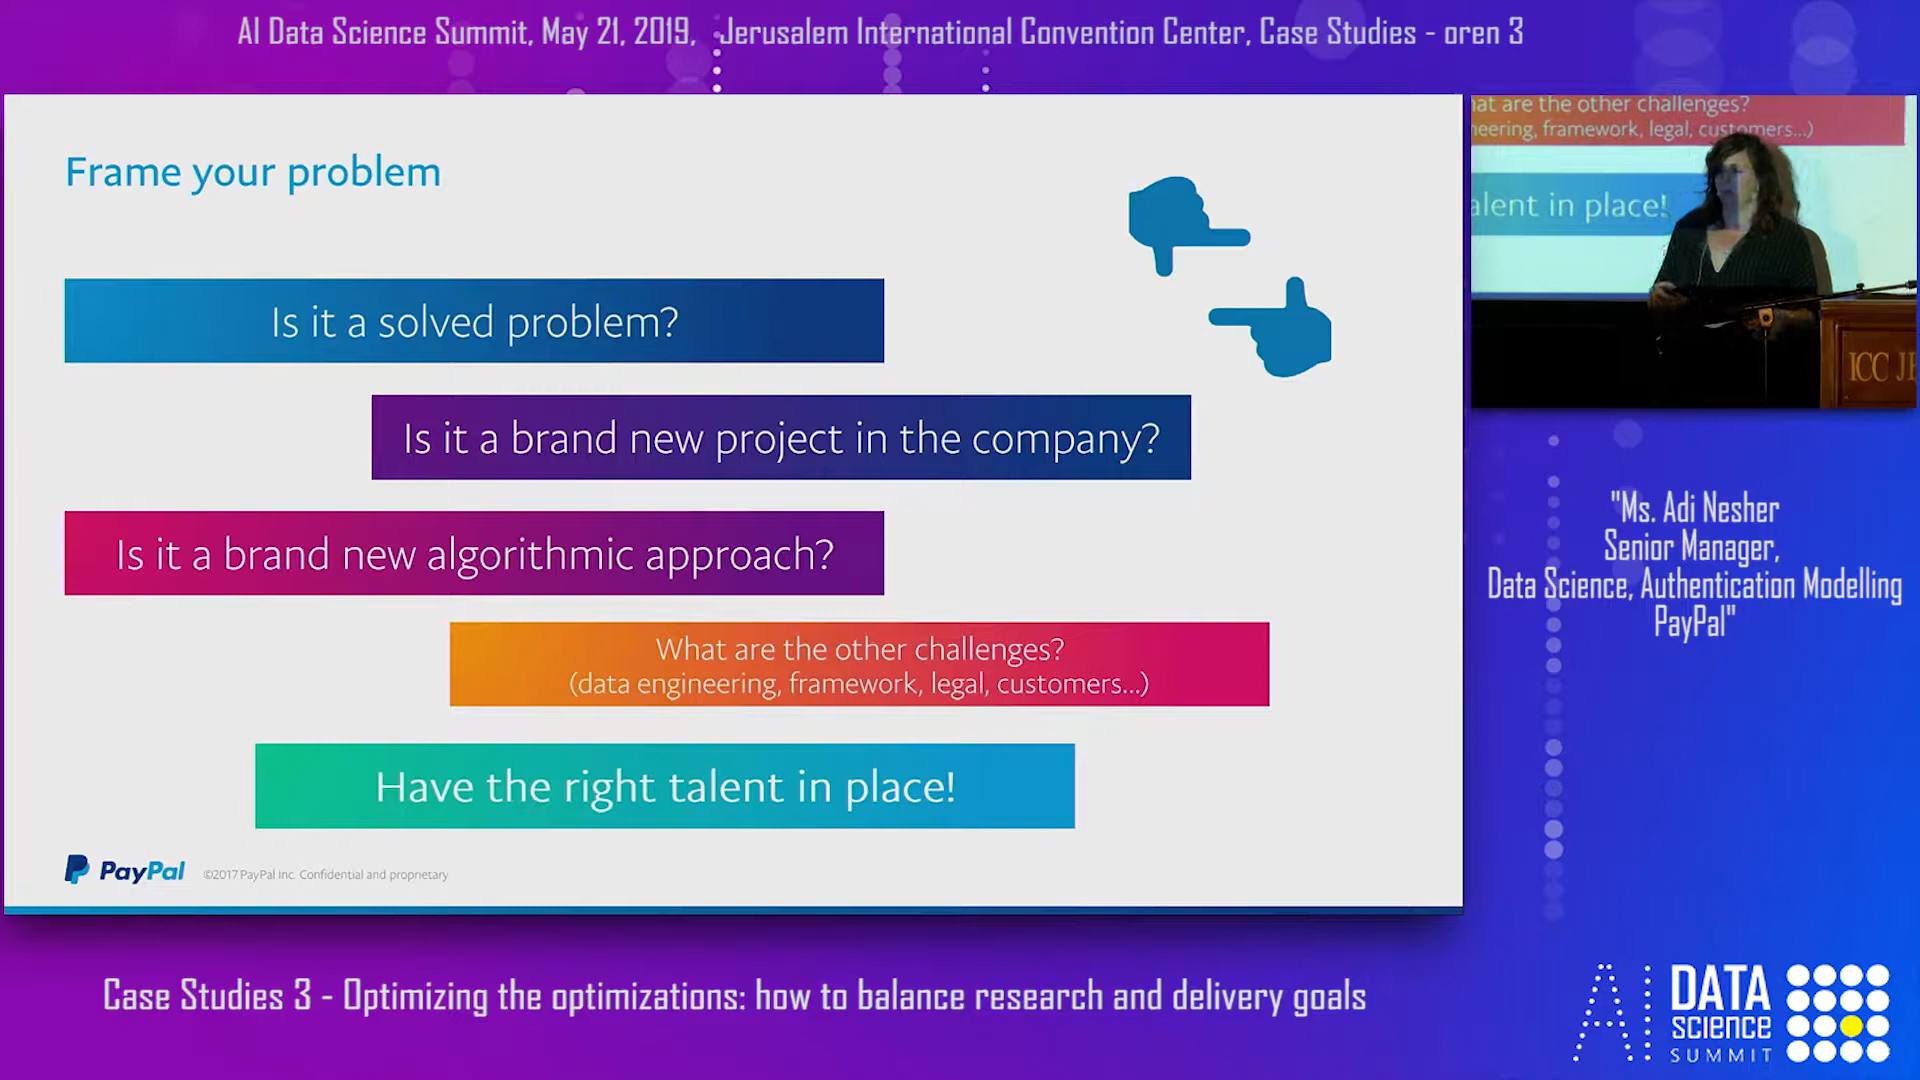 AI Data Science Summit, May 21, 2019, Jerusalem International Convention Center, Case Studies - oren 3
Frame your problem
Is it a solved problem?
Is it a brand new project in the company?
Is it a brand new algorithmic approach?
What are the other challenges?
(data engineering, framework, legal, customers...)
Have the right talent in place!
PayPal ©2017 PayPal Inc. Confidential and proprietary
at are the other challenges?
neering, framework, legal, customers...)
alent in place!
ICC J
"Ms. Adi Nesher
Senior Manager,
Data Science, Authentication Modelling
PayPal"
Case Studies 3 - Optimizing the optimizations: how to balance research and delivery goals
AI DATA
SCIENCE
SUMMIT